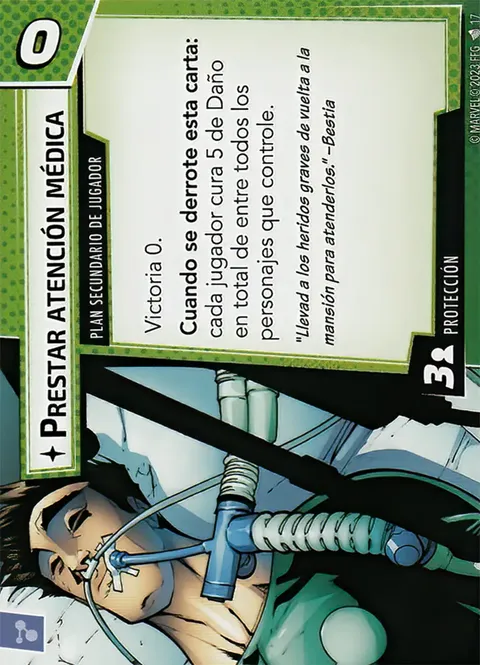 0
PRESTAR ATENCIÓN MÉDICA
PLAN SECUNDARIO DE JUGADOR
Victoria 0.
Cuando se derrote esta carta:
cada jugador cura 5 de Daño
en total de entre todos los
personajes que controle.
"Llevad a los heridos graves de vuelta a la
mansión para atenderlos." –Bestia
3
PROTECCIÓN
© MARVEL © 2023 FFG 17